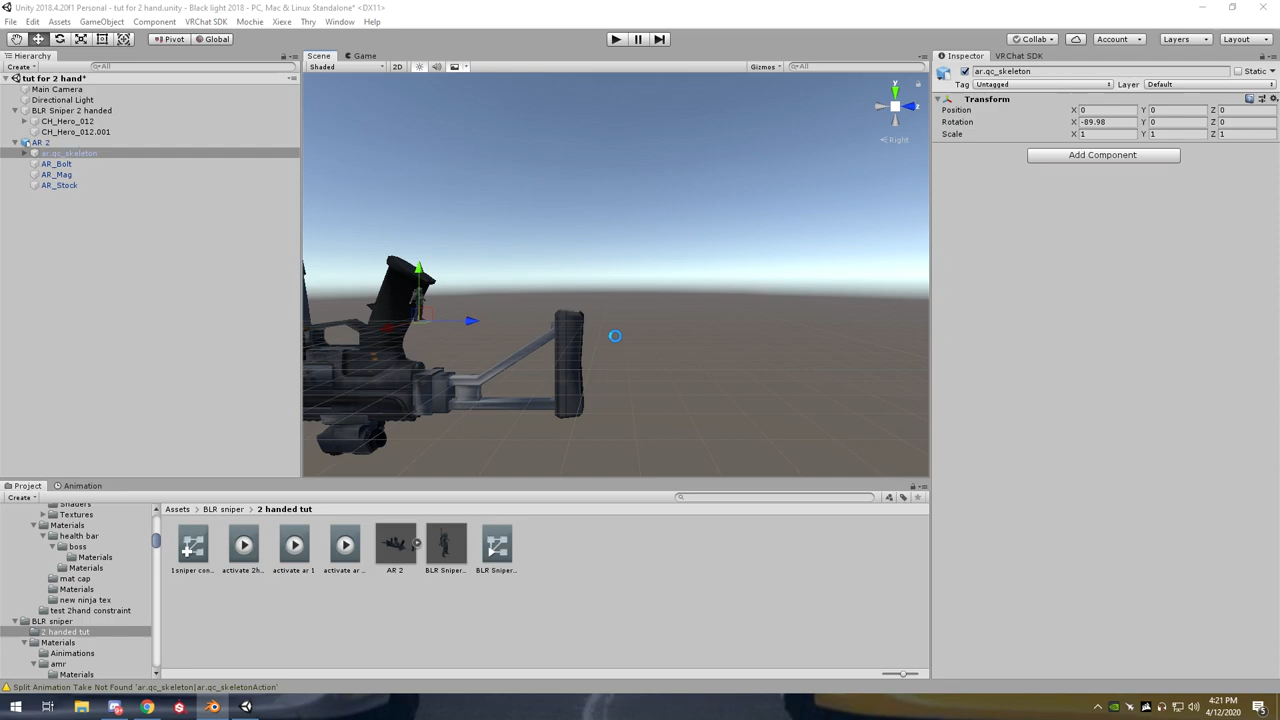 Unity 2018.4.20f1 Personal - tut for 2 hand.unity - Black light 2018 - PC, Mac & Linux Standalone* <DX11>
File Edit Assets GameObject Component VRChat SDK Mochie Xiexe Thry Window Help
Pivot Global Collab Account Layers Layout
Hierarchy Scene Game Inspector VRChat SDK
Create All Shaded 2D Gizmos All
ar.qc_skeleton Static
tut for 2 hand*
Tag Untagged Layer Default
Main Camera
Directional Light
BLR Sniper 2 handed
CH_Hero_012
CH_Hero_012.001
AR 2
ar.qc_skeleton
AR_Bolt
AR_Mag
AR_Stock
y
z
Right
Transform
Position X 0 Y 0 Z 0
Rotation X -89.98 Y 0 Z 0
Scale X 1 Y 1 Z 1
Add Component
Project Animation
Create
Shaders
Textures
Materials
health bar
boss
Materials
Materials
mat cap
Materials
new ninja tex
test 2hand constraint
BLR sniper
2 handed tut
Materials
Ainimations
amr
Materials
Assets BLR sniper 2 handed tut
1sniper con... activate 2h... activate ar 1 activate ar ... AR 2 BLR Sniper... BLR Sniper...
Split Animation Take Not Found 'ar.qc_skeleton|ar.qc_skeletonAction'
4:21 PM
4/12/2020
5